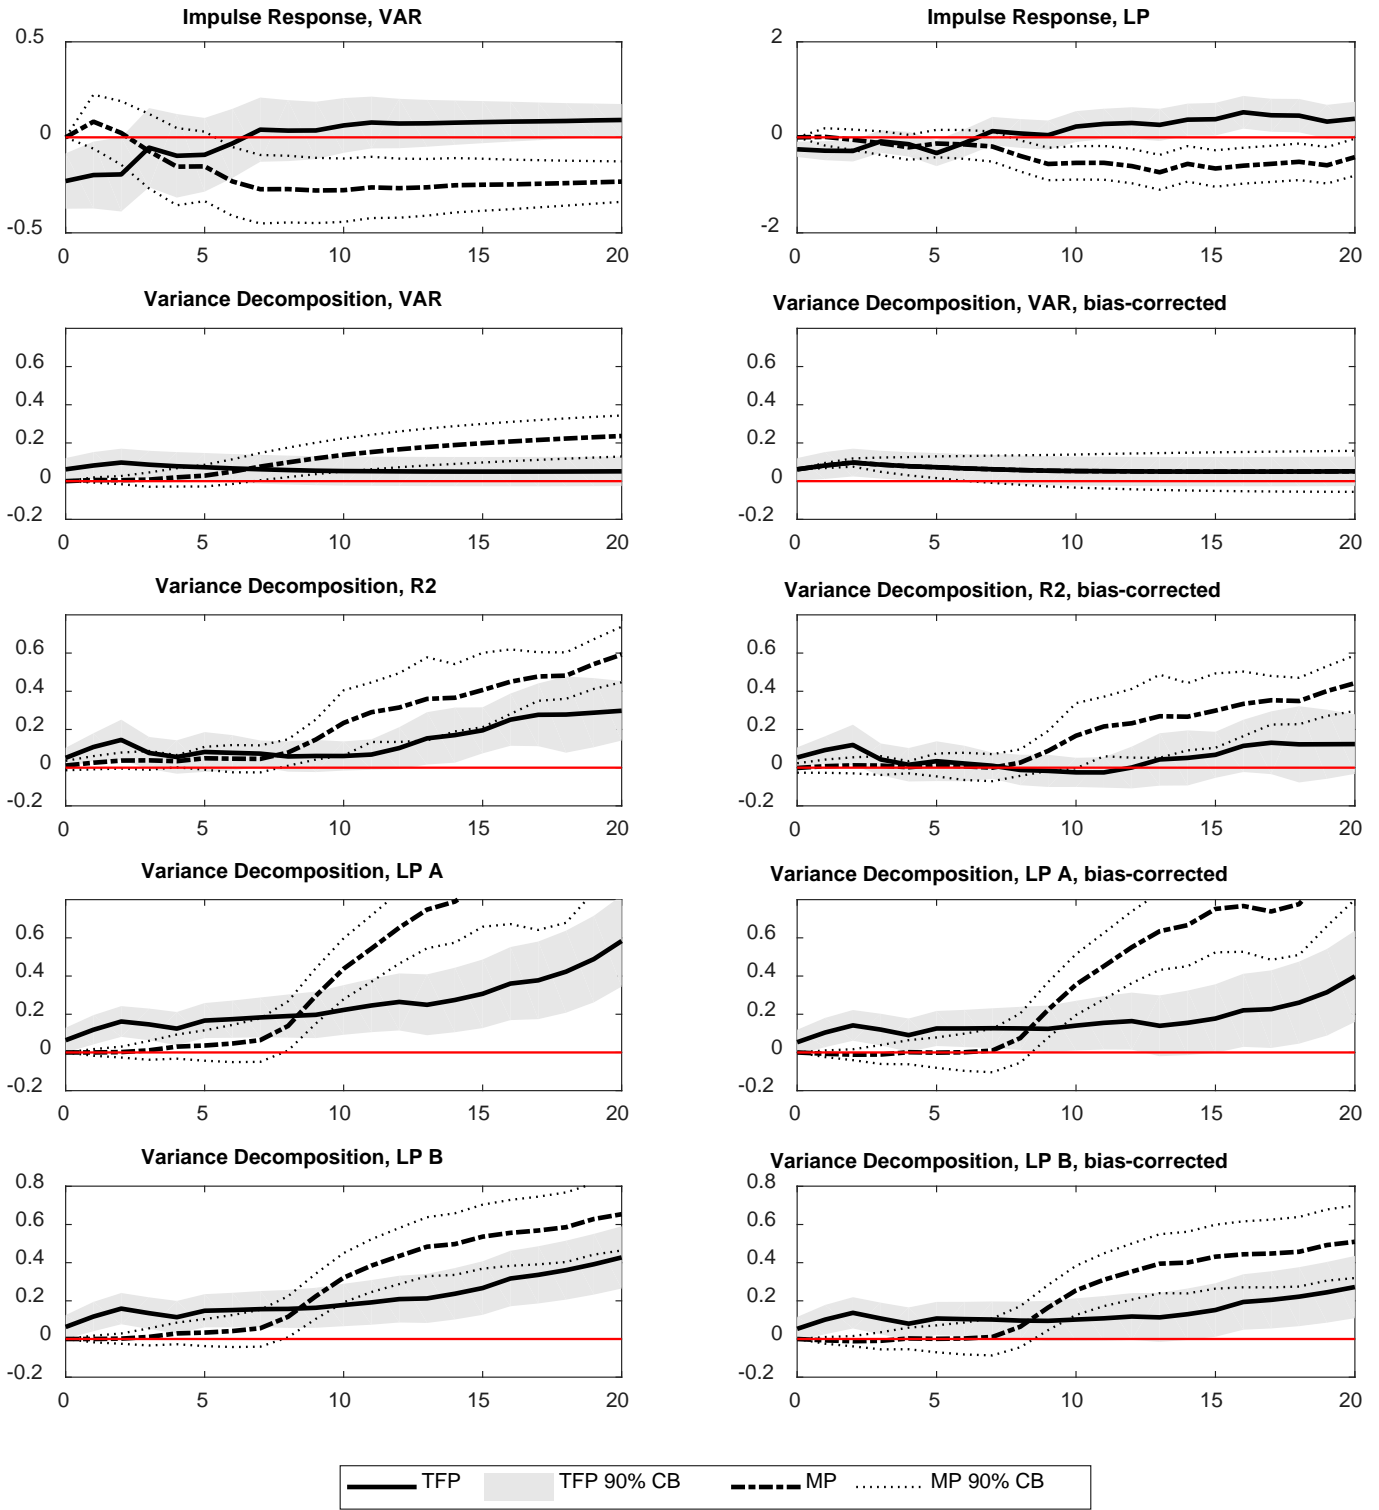 Impulse Response, VAR
0.5
0
-0.5
0 5 10 15 20
Impulse Response, LP
2
0
-2
0 5 10 15 20
Variance Decomposition, VAR
0.6
0.4
0.2
0
-0.2
0 5 10 15 20
Variance Decomposition, VAR, bias-corrected
0.6
0.4
0.2
0
-0.2
0 5 10 15 20
Variance Decomposition, R2
0.6
0.4
0.2
0
-0.2
0 5 10 15 20
Variance Decomposition, R2, bias-corrected
0.6
0.4
0.2
0
-0.2
0 5 10 15 20
Variance Decomposition, LP A
0.6
0.4
0.2
0
-0.2
0 5 10 15 20
Variance Decomposition, LP A, bias-corrected
0.6
0.4
0.2
0
-0.2
0 5 10 15 20
Variance Decomposition, LP B
0.8
0.6
0.4
0.2
0
-0.2
0 5 10 15 20
Variance Decomposition, LP B, bias-corrected
0.8
0.6
0.4
0.2
0
-0.2
0 5 10 15 20
TFP TFP 90% CB MP MP 90% CB